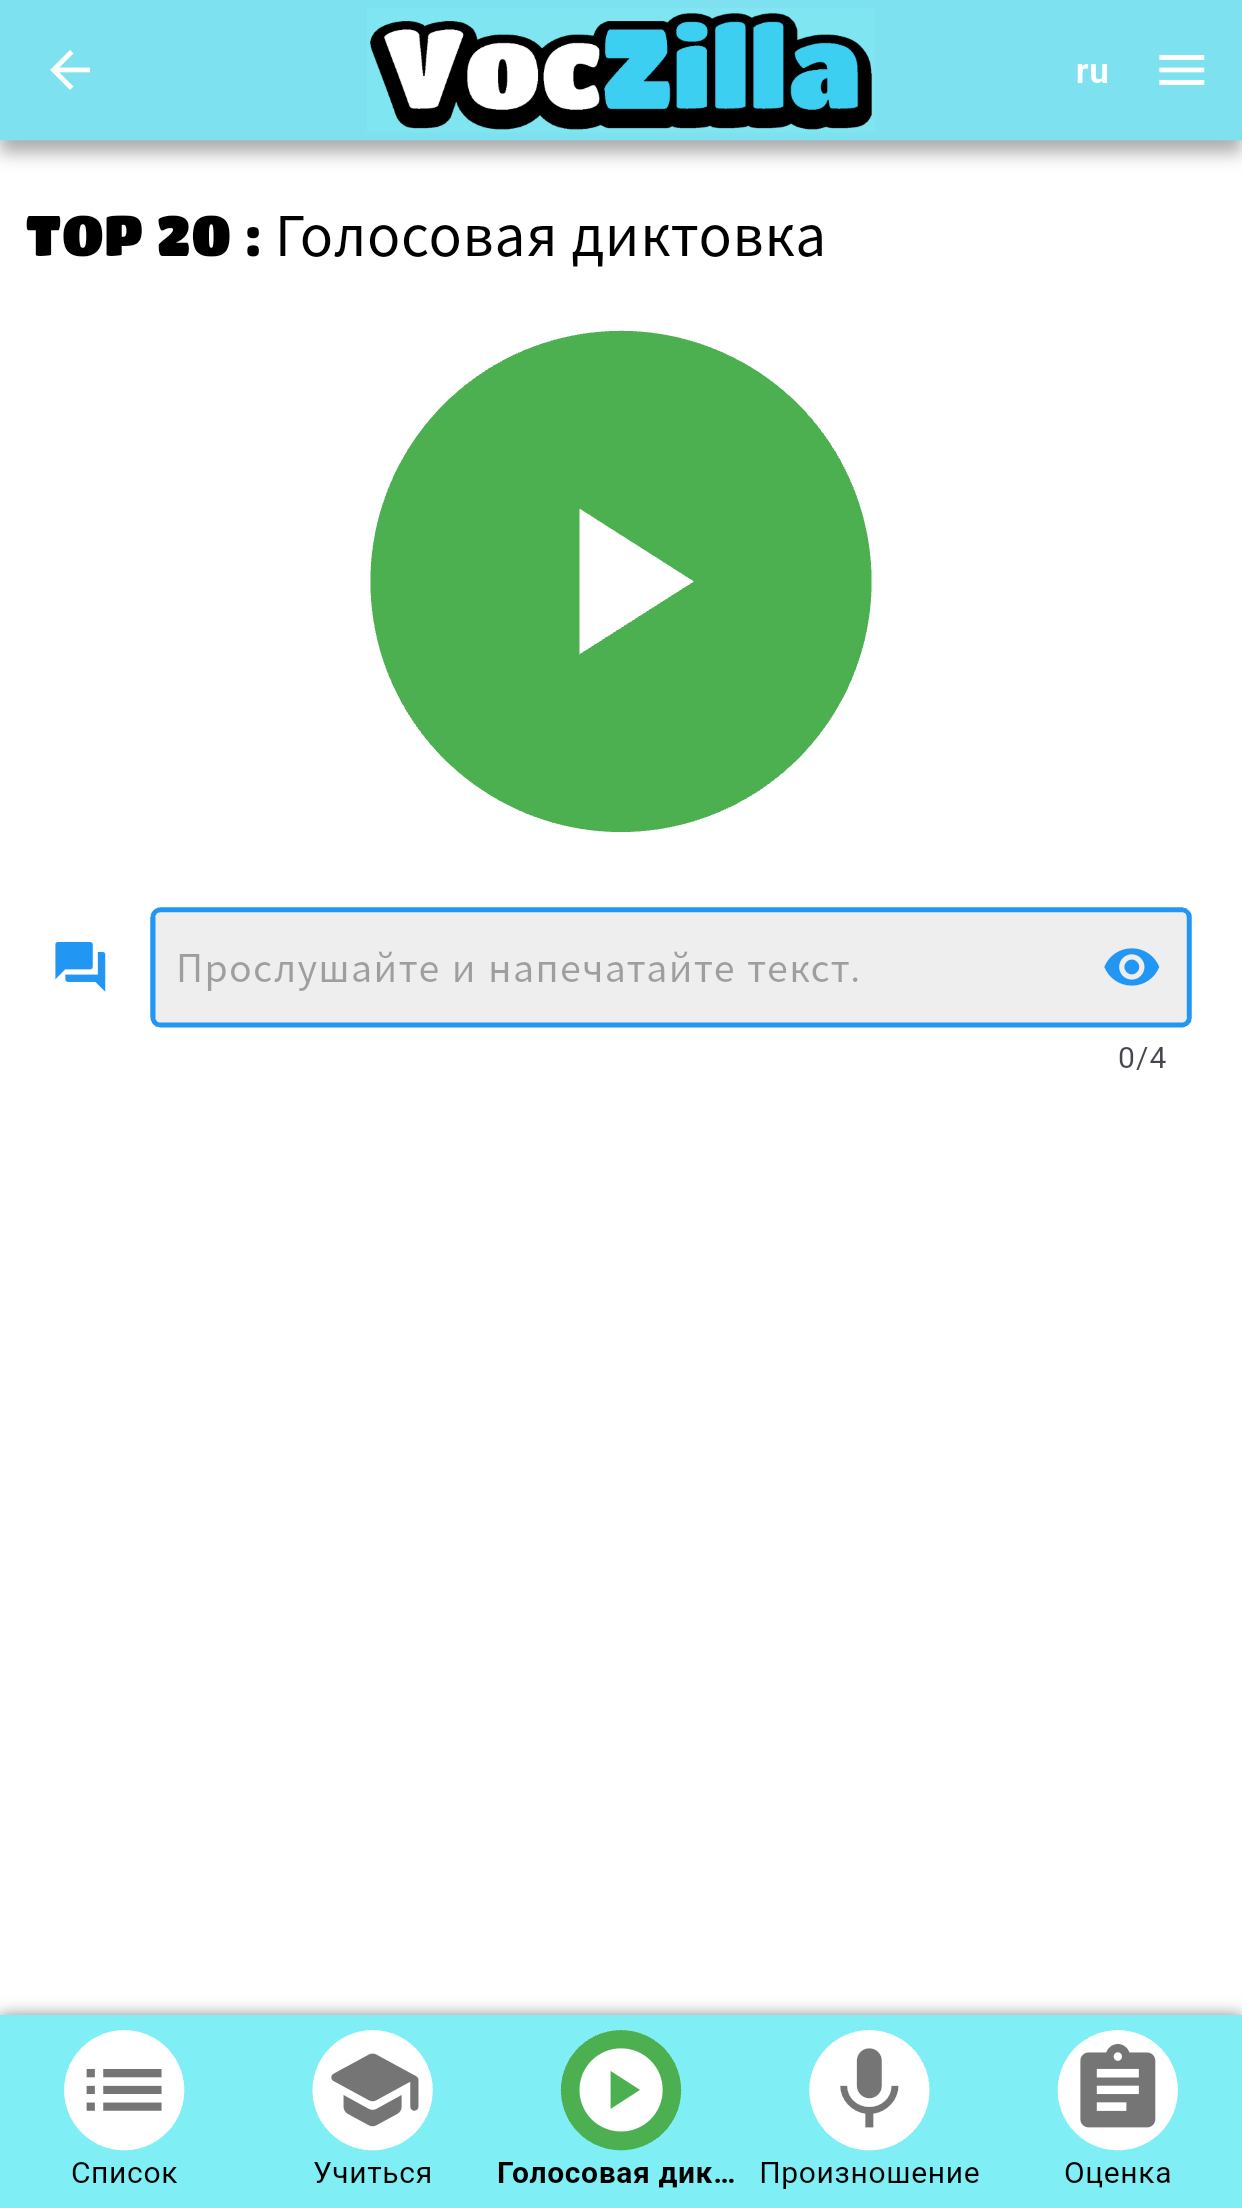 VocZilla
ru
TOP 20 : Голосовая диктовка
Прослушайте и напечатайте текст.
0/4
Список
Учиться
Голосовая дик...
Произношение
Оценка